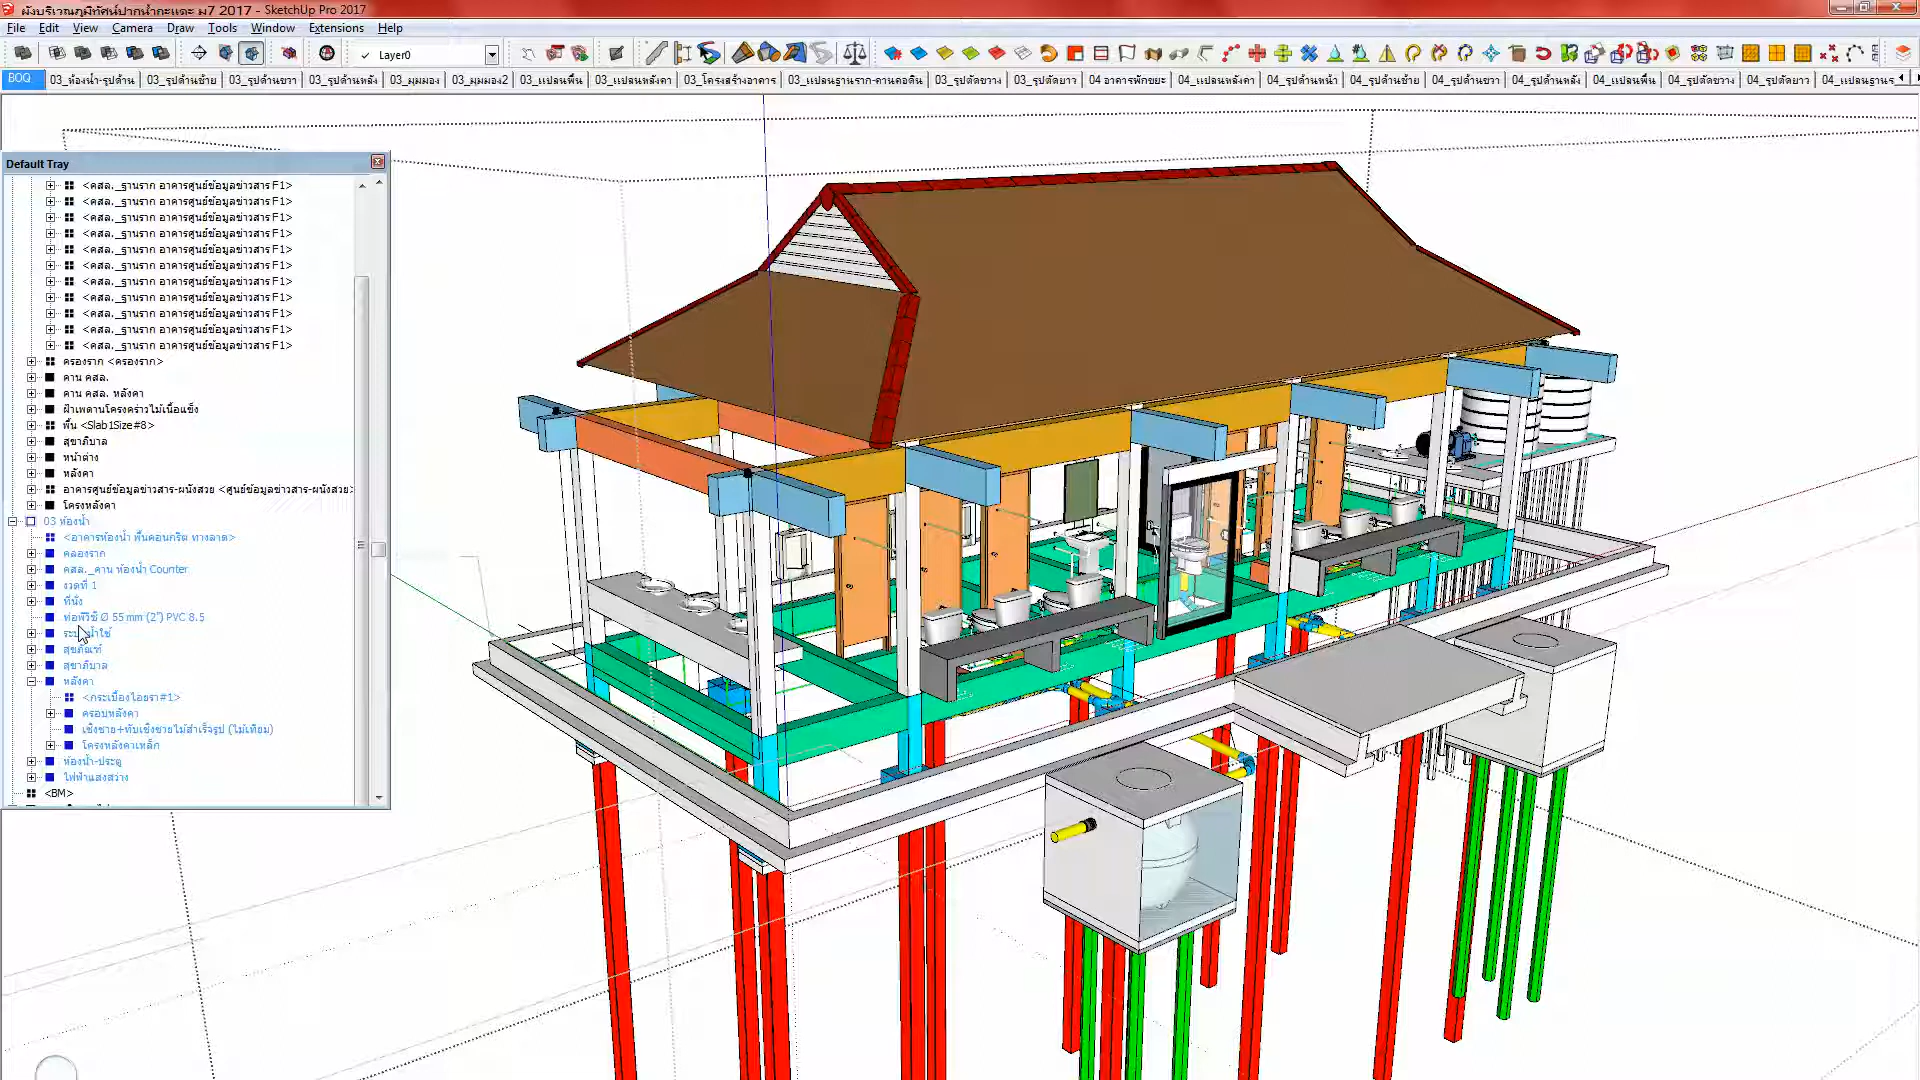 ผังบริเวณภูมิทัศน์ปากน้ำกะแดะ ม7 2017 - SketchUp Pro 2017
File Edit View Camera Draw Tools Window Extensions Help
Layer0
BOQ 03_ห้องน้ำ-รูปด้าน 03_รูปด้านซ้าย 03_รูปด้านขวา 03_รูปด้านหลัง 03_มุมมอง 03_มุมมอง2 03_แปลนพื้น 03_แปลนหลังคา 03_โครงสร้างอาคาร 03_แปลนฐานราก-คานคอดิน 03_รูปตัดขวาง 03_รูปตัดยาว 04 อาคารพักขยะ 04_แปลนหลังคา 04_รูปด้านหน้า 04_รูปด้านซ้าย 04_รูปด้านขวา 04_รูปด้านหลัง 04_แปลนพื้น 04_รูปตัดขวาง 04_รูปตัดยาว 04_แปลนฐานร
Default Tray
<คสล._ฐานราก อาคารศูนย์ข้อมูลข่าวสาร F1>
<คสล._ฐานราก อาคารศูนย์ข้อมูลข่าวสาร F1>
<คสล._ฐานราก อาคารศูนย์ข้อมูลข่าวสาร F1>
<คสล._ฐานราก อาคารศูนย์ข้อมูลข่าวสาร F1>
<คสล._ฐานราก อาคารศูนย์ข้อมูลข่าวสาร F1>
<คสล._ฐานราก อาคารศูนย์ข้อมูลข่าวสาร F1>
<คสล._ฐานราก อาคารศูนย์ข้อมูลข่าวสาร F1>
<คสล._ฐานราก อาคารศูนย์ข้อมูลข่าวสาร F1>
<คสล._ฐานราก อาคารศูนย์ข้อมูลข่าวสาร F1>
<คสล._ฐานราก อาคารศูนย์ข้อมูลข่าวสาร F1>
<คสล._ฐานราก อาคารศูนย์ข้อมูลข่าวสาร F1>
ครองราก <ครองราก>
คาน คสล.
คาน คสล. หลังคา
ฝ้าเพดานโครงคร่าวไม้เนื้อแข็ง
พื้น <Slab1Size#8>
สุขาภิบาล
หน้าต่าง
หลังคา
อาคารศูนย์ข้อมูลข่าวสาร-ผนังสวย <ศูนย์ข้อมูลข่าวสาร-ผนังสวย>
โครงหลังคา
03 ห้องน้ำ
<อาคารห้องน้ำ พื้นคอนกรีต ทางลาด>
คลองราก
คสล._คาน ห้องน้ำ Counter
งวดที่ 1
ที่นั่ง
ท่อพีวีซี Ø 55 mm (2") PVC 8.5
น้ำใช้
สุขภัณฑ์
สุขาภิบาล
หลังคา
<กระเบื้องไอยรา#1>
ครอบหลังคา
เชิงชาย+ทับเชิงชายไม้สำเร็จรูป (ไม้เทียม)
โครงหลังคาเหล็ก
ห้องน้ำ-ประตู
ไฟฟ้าแสงสว่าง
<BM>